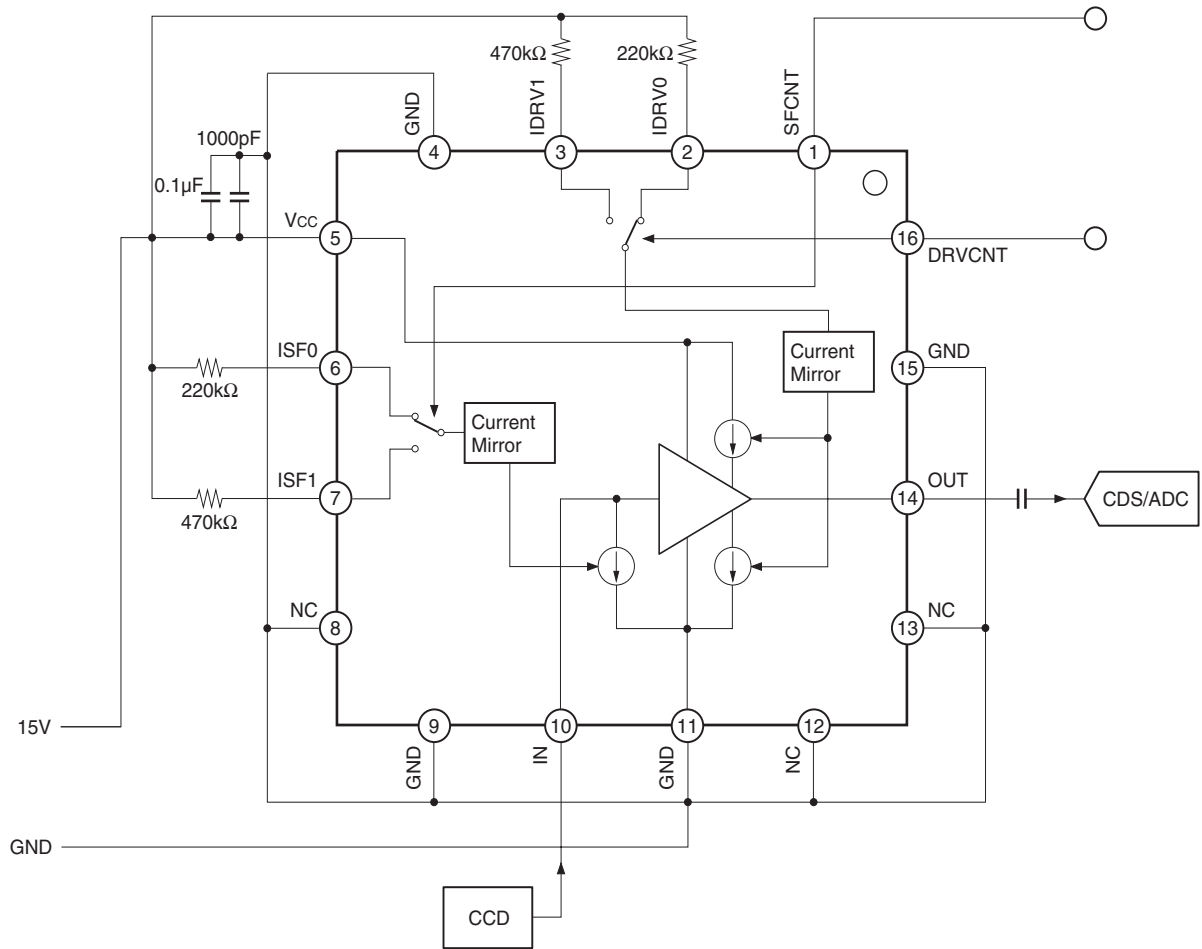 470kΩ
220kΩ
GND
IDRV1
IDRV0
SFCNT
1000pF
0.1µF
4
3
2
1
VCC
5
16
DRVCNT
ISF0
6
220kΩ
Current
Mirror
GND
15
Current
Mirror
ISF1
7
470kΩ
OUT
14
CDS/ADC
NC
8
NC
13
15V
9
10
11
12
GND
IN
GND
NC
GND
CCD